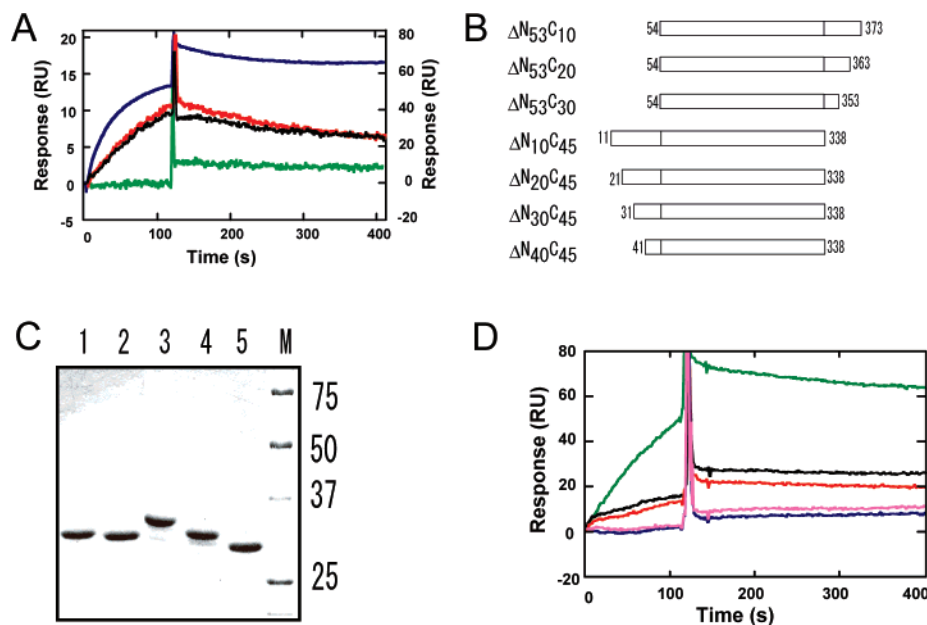 A
Response (RU)
20
15
10
5
0
-5
80
60
40
20
0
-20
Response (RU)
0 100 200 300 400
Time (s)
B
ΔN53C10 54 373
ΔN53C20 54 363
ΔN53C30 54 353
ΔN10C45 11 338
ΔN20C45 21 338
ΔN30C45 31 338
ΔN40C45 41 338
C
1 2 3 4 5 M
75
50
37
25
D
Response (RU)
80
60
40
20
0
-20
0 100 200 300 400
Time (s)